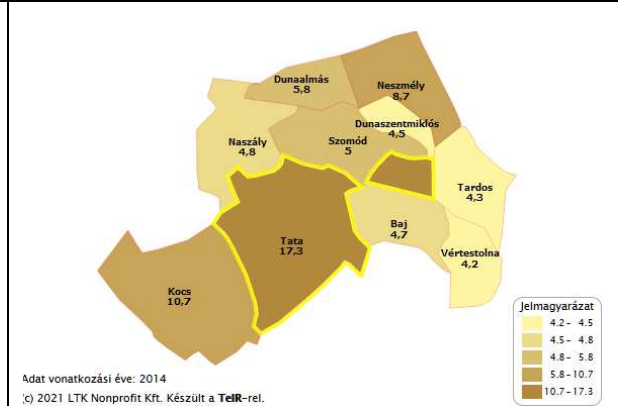 Dunaalmás
5,8
Neszmély
8,7
Dunaszentmiklós
4,5
Naszály
4,8
Szomód
5
Tardos
4,3
Baj
4,7
Tata
17,3
Vértestolna
4,2
Kocs
10,7
Jelmagyarázat
4.2 - 4.5
4.5 - 4.8
4.8 - 5.8
5.8 - 10.7
10.7 - 17.3
Adat vonatkozási éve: 2014
(c) 2021 LTK Nonprofit Kft. Készült a TeIR-rel.